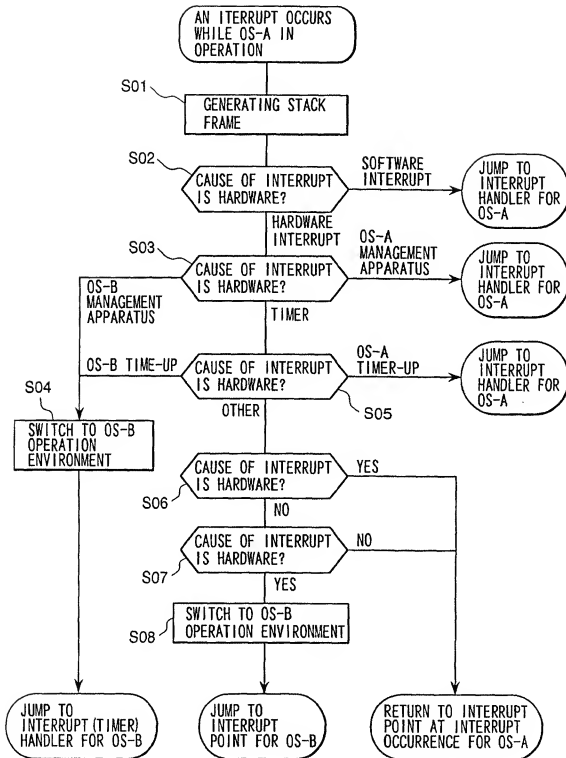 AN ITERRUPT OCCURS
WHILE OS-A IN
OPERATION
S01
GENERATING STACK
FRAME
S02
CAUSE OF INTERRUPT
IS HARDWARE?
SOFTWARE
INTERRUPT
JUMP TO
INTERRUPT
HANDLER FOR
OS-A
HARDWARE
INTERRUPT
S03
CAUSE OF INTERRUPT
IS HARDWARE?
OS-A
MANAGEMENT
APPARATUS
JUMP TO
INTERRUPT
HANDLER FOR
OS-A
OS-B
MANAGEMENT
APPARATUS
TIMER
OS-B TIME-UP
CAUSE OF INTERRUPT
IS HARDWARE?
OS-A
TIMER-UP
JUMP TO
INTERRUPT
HANDLER FOR
OS-A
S05
S04
SWITCH TO OS-B
OPERATION
ENVIRONMENT
OTHER
CAUSE OF INTERRUPT
IS HARDWARE?
YES
S06
NO
CAUSE OF INTERRUPT
IS HARDWARE?
NO
S07
YES
SWITCH TO OS-B
OPERATION ENVIRONMENT
S08
JUMP TO
INTERRUPT (TIMER)
HANDLER FOR OS-B
JUMP TO
INTERRUPT
POINT FOR OS-B
RETURN TO INTERRUPT
POINT AT INTERRUPT
OCCURRENCE FOR OS-A